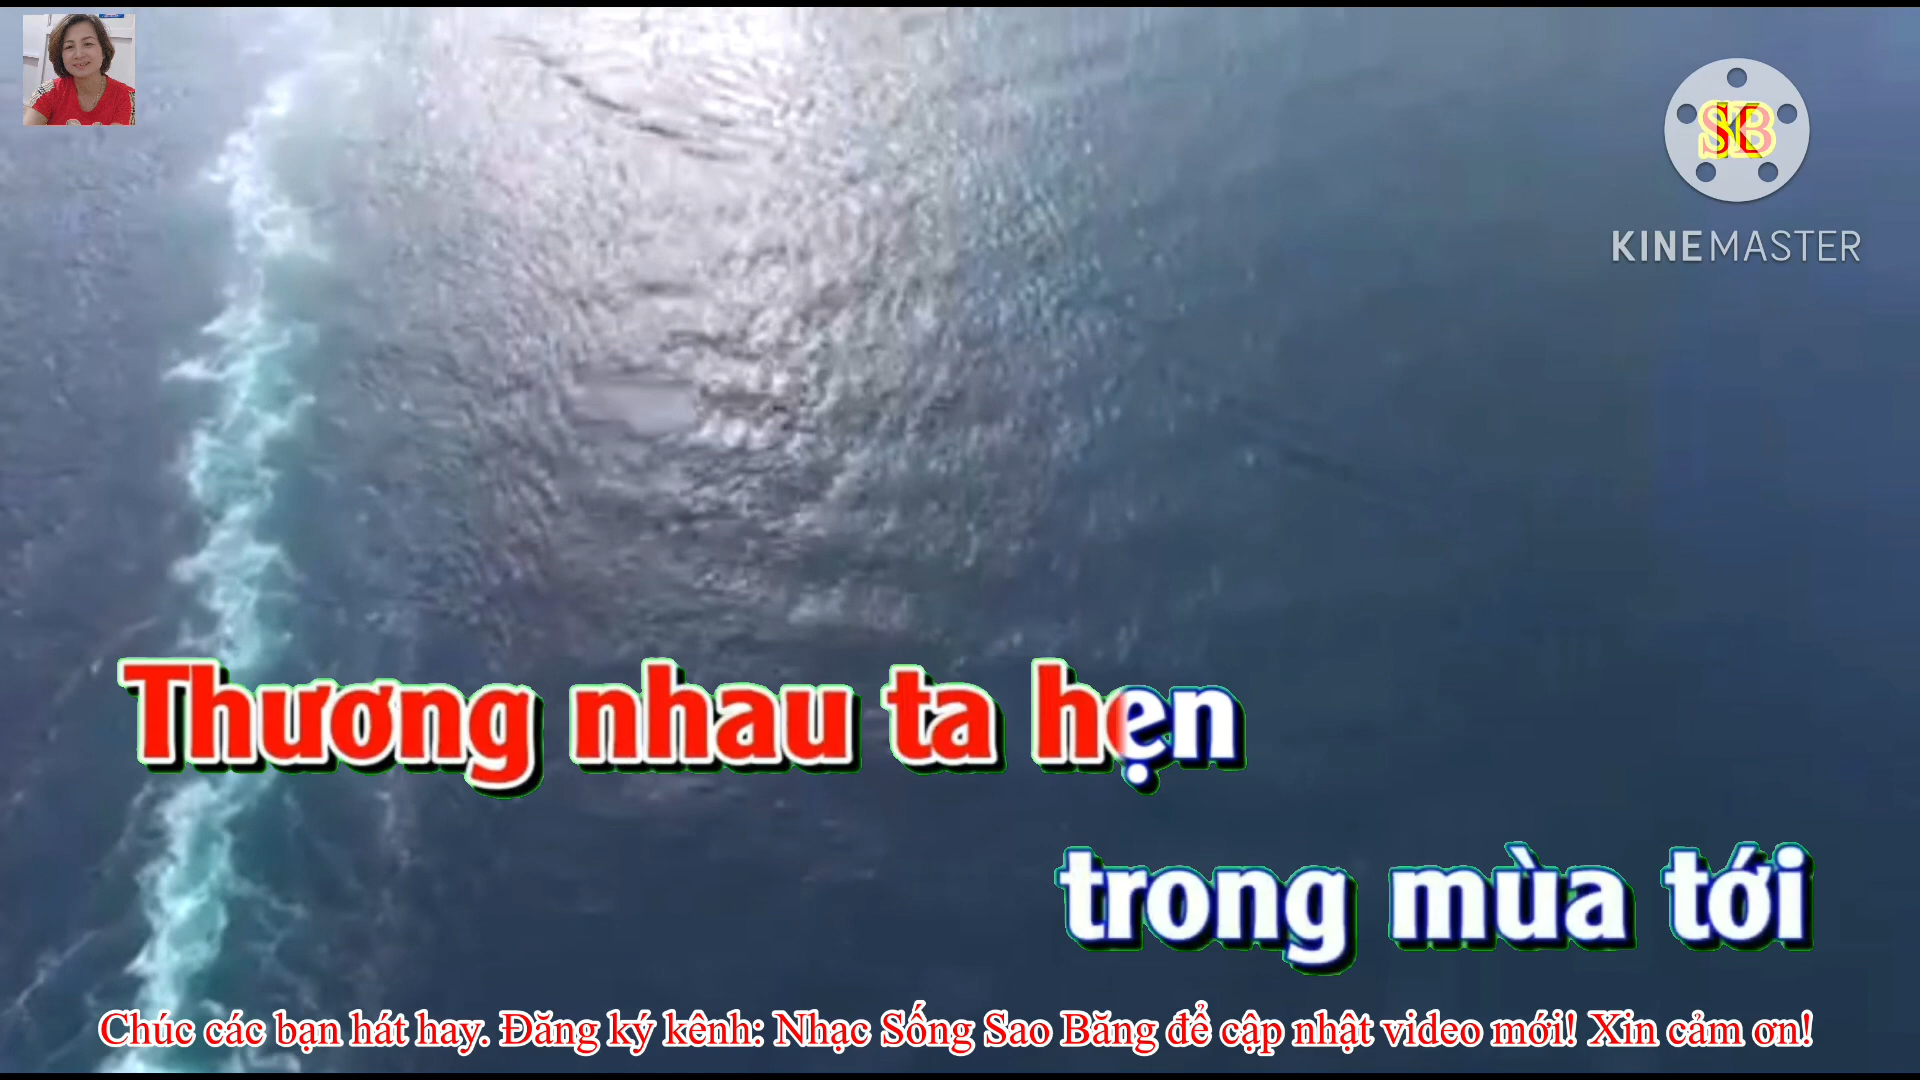 SKB
KINEMASTER
Thương nhau ta hẹn
trong mùa tới
Chúc các bạn hát hay. Đăng ký kênh: Nhạc Sống Sao Băng để cập nhật video mới! Xin cảm ơn!